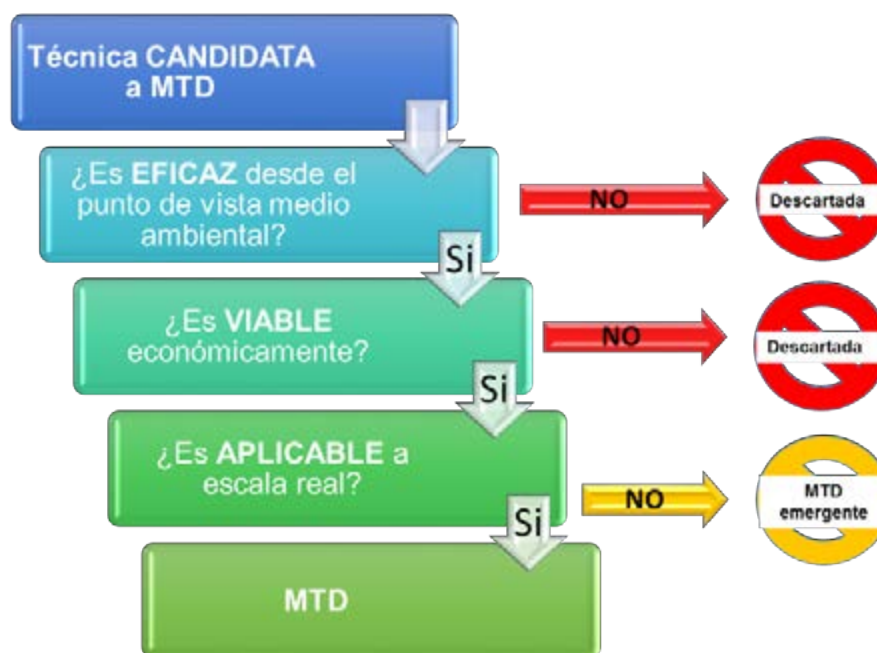 Técnica CANDIDATA
a MTD
¿Es EFICAZ desde el
punto de vista medio
ambiental?
NO
Descartada
Si
¿Es VIABLE
económicamente?
NO
Descartada
Si
¿Es APLICABLE a
escala real?
NO
MTD
emergente
Si
MTD